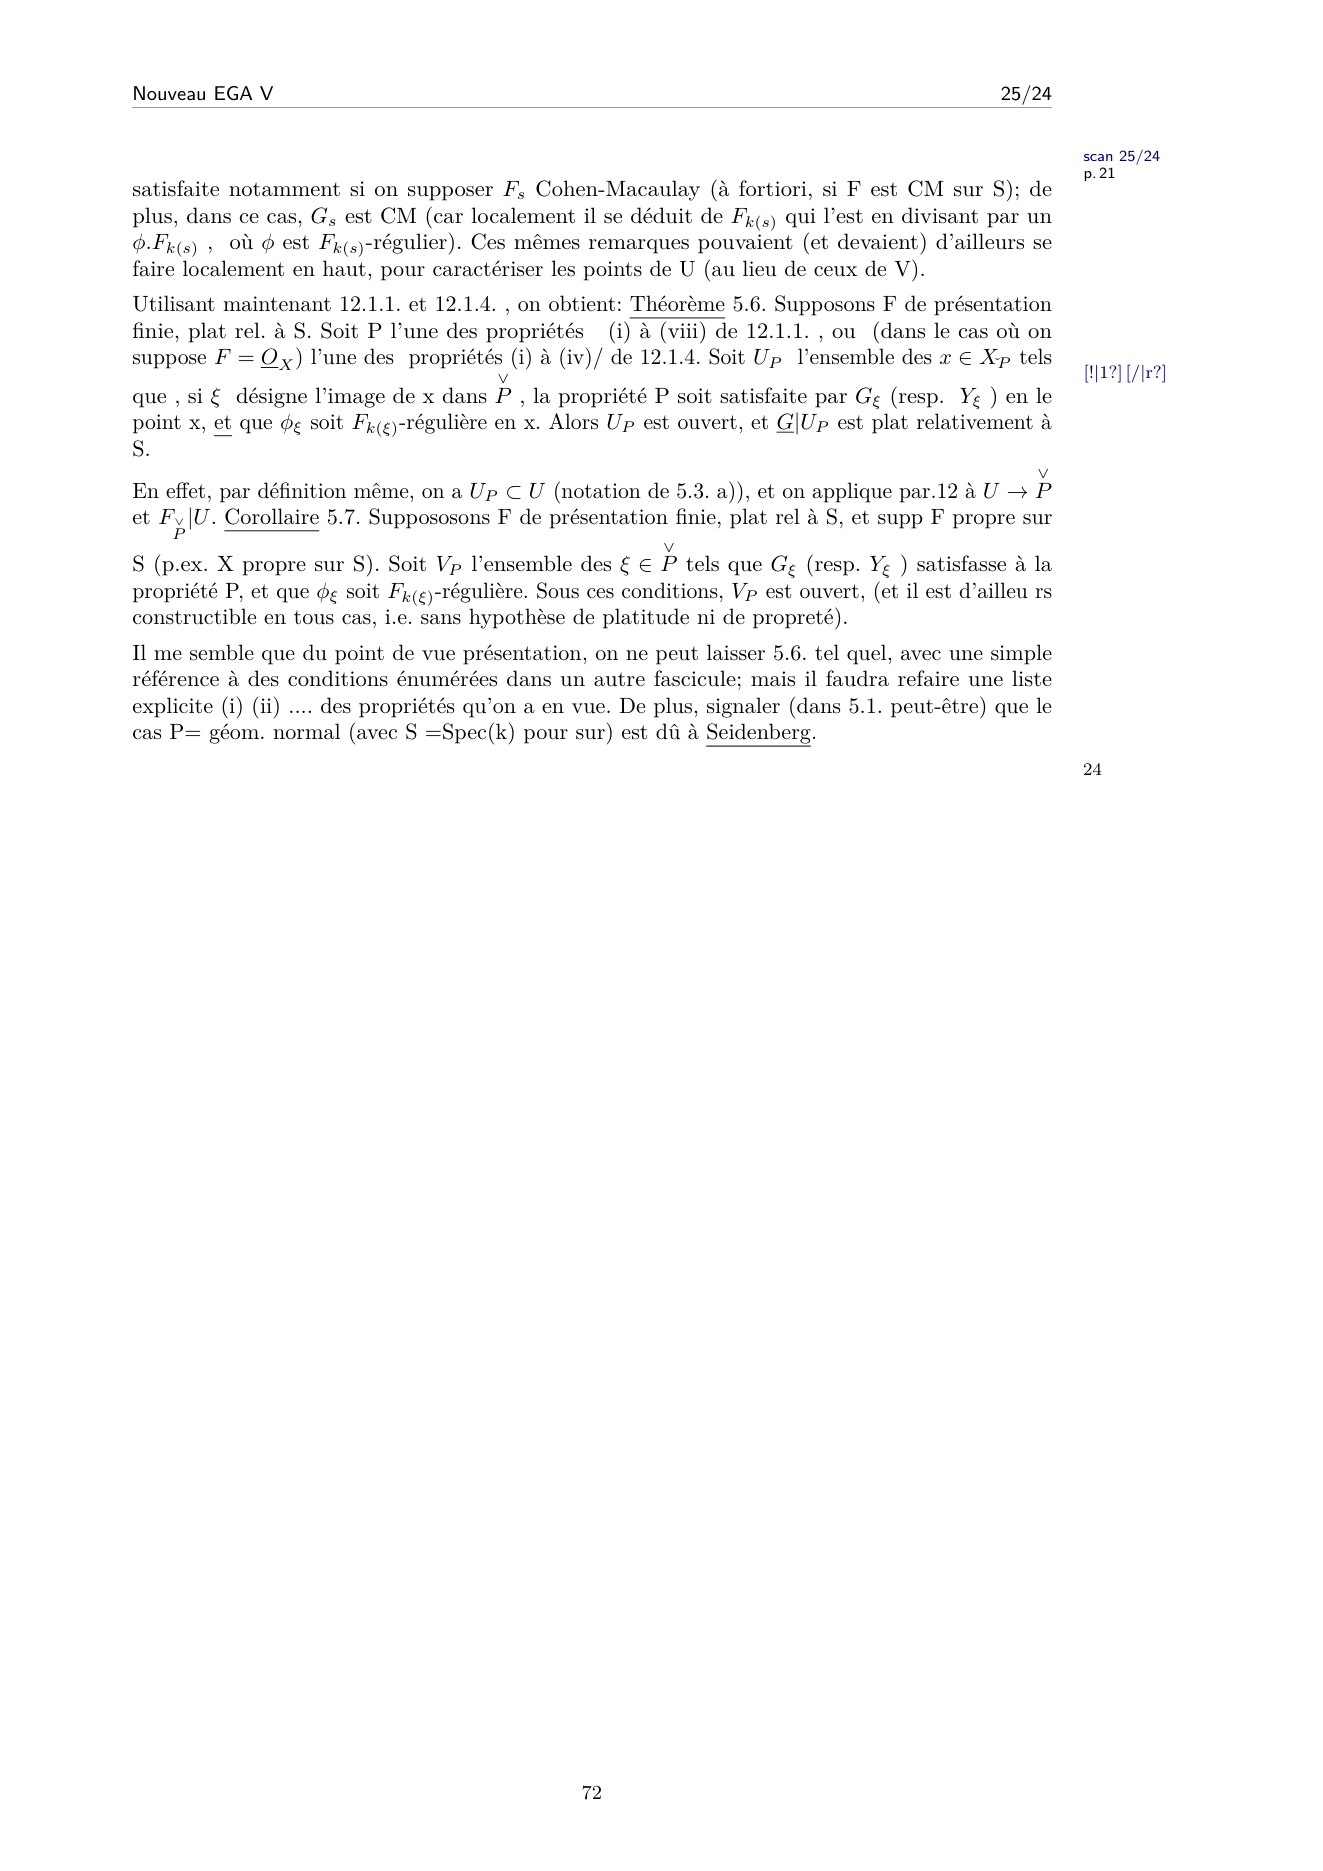 Nouveau EGA V 25/24
scan 25/24
p. 21
satisfaite notamment si on supposer F_s Cohen-Macaulay (à fortiori, si F est CM sur S); de
plus, dans ce cas, G_s est CM (car localement il se déduit de F_{k(s)} qui l'est en divisant par un
ϕ.F_{k(s)} , où ϕ est F_{k(s)}-régulier). Ces mêmes remarques pouvaient (et devaient) d'ailleurs se
faire localement en haut, pour caractériser les points de U (au lieu de ceux de V).
Utilisant maintenant 12.1.1. et 12.1.4. , on obtient: Théorème 5.6. Supposons F de présentation
finie, plat rel. à S. Soit P l'une des propriétés (i) à (viii) de 12.1.1. , ou (dans le cas où on
suppose F = O_X) l'une des propriétés (i) à (iv)/ de 12.1.4. Soit U_P l'ensemble des x ∈ X_{P̌} tels
[!|1?] [/|r?]
que , si ξ désigne l'image de x dans P̌ , la propriété P soit satisfaite par G_ξ (resp. Y_ξ ) en le
point x, et que ϕ_ξ soit F_{k(ξ)}-régulière en x. Alors U_P est ouvert, et G|U_P est plat relativement à
S.
En effet, par définition même, on a U_P ⊂ U (notation de 5.3. a)), et on applique par.12 à U → P̌
et F_{P̌}|U. Corollaire 5.7. Suppososons F de présentation finie, plat rel à S, et supp F propre sur
S (p.ex. X propre sur S). Soit V_P l'ensemble des ξ ∈ P̌ tels que G_ξ (resp. Y_ξ ) satisfasse à la
propriété P, et que ϕ_ξ soit F_{k(ξ)}-régulière. Sous ces conditions, V_P est ouvert, (et il est d'ailleu rs
constructible en tous cas, i.e. sans hypothèse de platitude ni de propreté).
Il me semble que du point de vue présentation, on ne peut laisser 5.6. tel quel, avec une simple
référence à des conditions énumérées dans un autre fascicule; mais il faudra refaire une liste
explicite (i) (ii) .... des propriétés qu'on a en vue. De plus, signaler (dans 5.1. peut-être) que le
cas P= géom. normal (avec S =Spec(k) pour sur) est dû à Seidenberg.
24
72